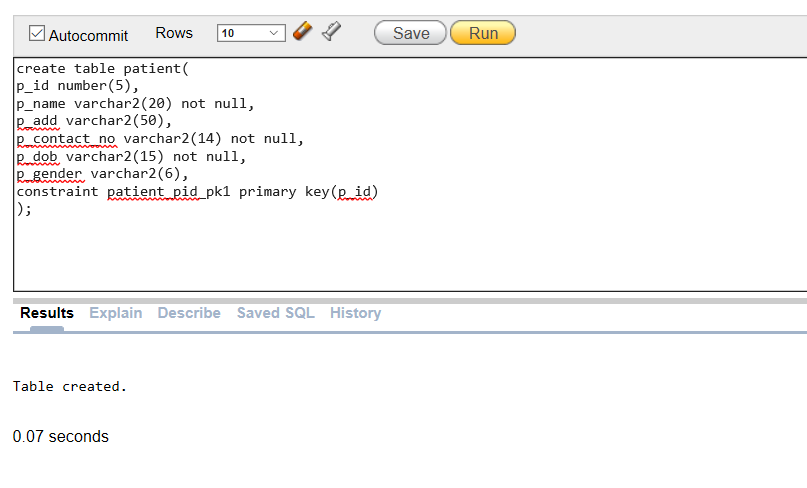 Autocommit Rows 10 Save Run
create table patient(
p_id number(5),
p_name varchar2(20) not null,
p_add varchar2(50),
p_contact_no varchar2(14) not null,
p_dob varchar2(15) not null,
p_gender varchar2(6),
constraint patient_pid_pk1 primary key(p_id)
);
Results Explain Describe Saved SQL History
Table created.
0.07 seconds